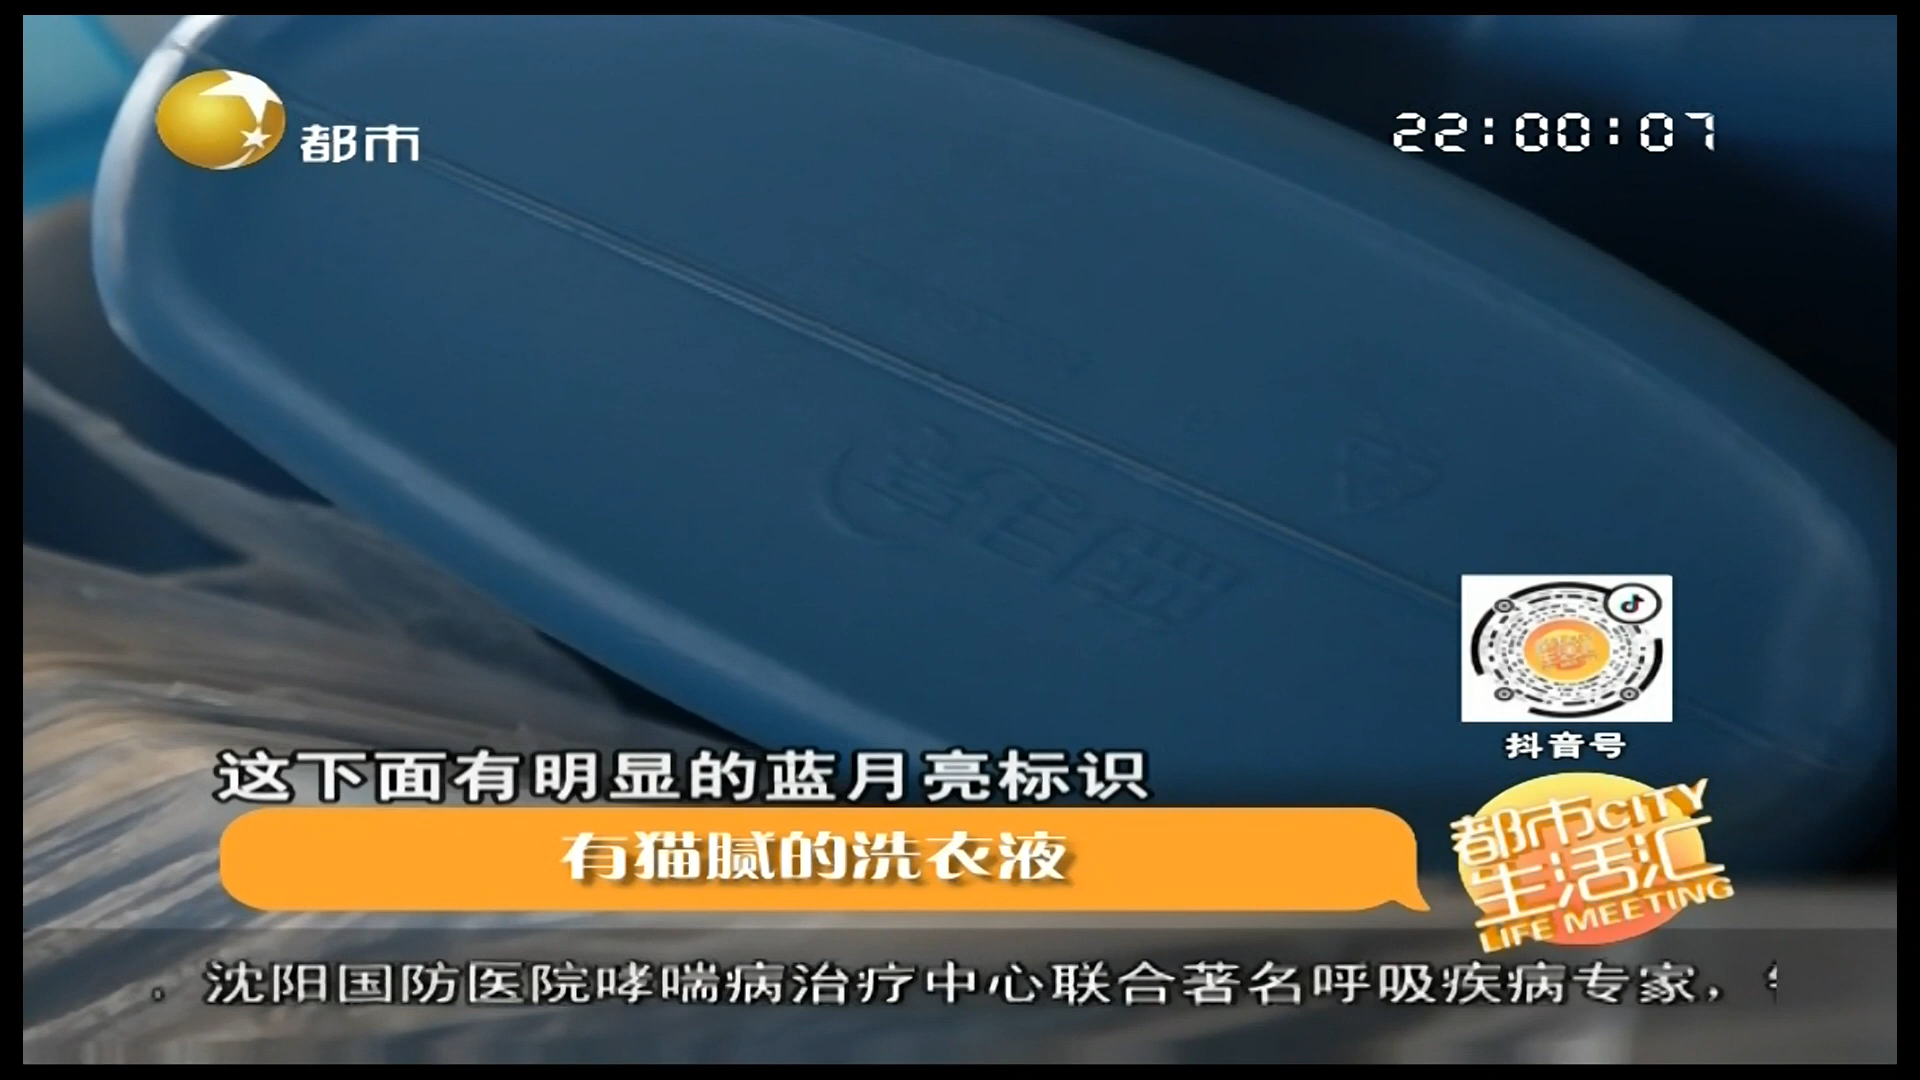 都市
22:00:07
蓝月亮
抖音号
这下面有明显的蓝月亮标识
有猫腻的洗衣液
都市CITY
生活汇
LIFE MEETING
沈阳国防医院哮喘病治疗中心联合著名呼吸疾病专家，